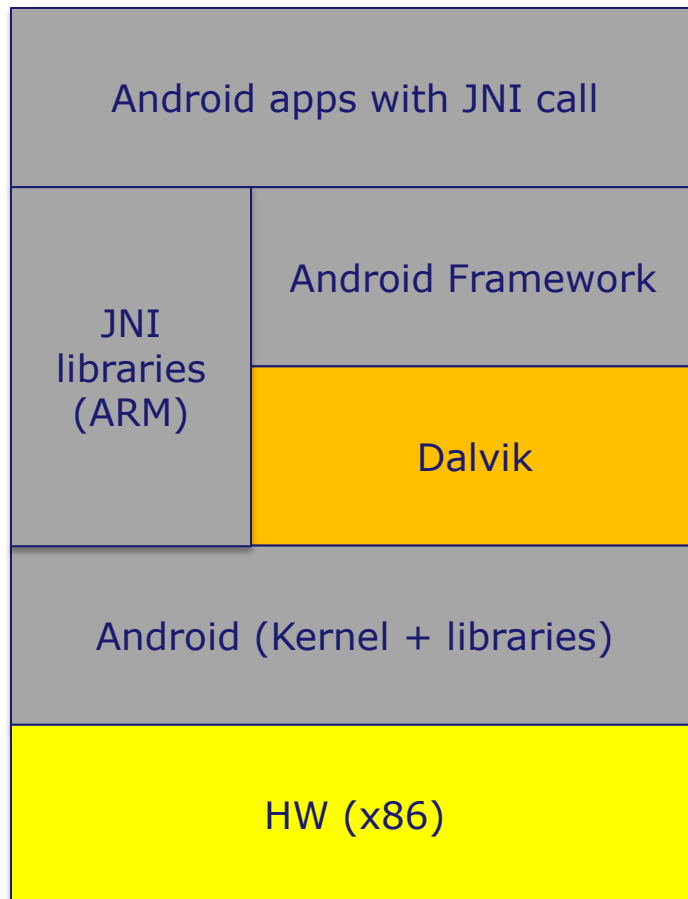 Android apps with JNI call
Android Framework
JNI
libraries
(ARM)
Dalvik
Android (Kernel + libraries)
HW (x86)